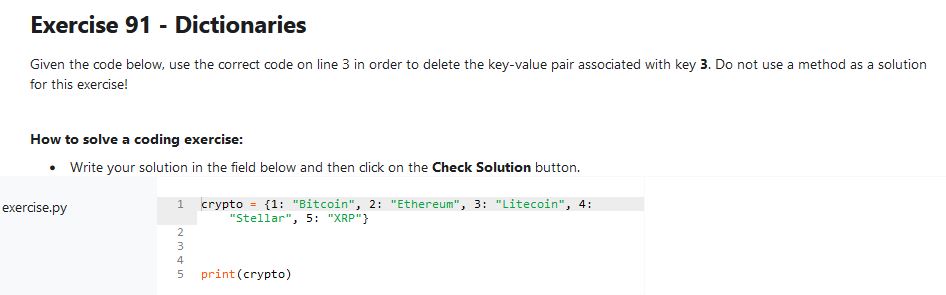 Exercise 91 - Dictionaries
Given the code below, use the correct code on line 3 in order to delete the key-value pair associated with key 3. Do not use a method as a solution
for this exercise!
How to solve a coding exercise:
• Write your solution in the field below and then click on the Check Solution button.
exercise.py
1 crypto = {1: "Bitcoin", 2: "Ethereum", 3: "Litecoin", 4:
"Stellar", 5: "XRP"}
2
3
4
5 print(crypto)